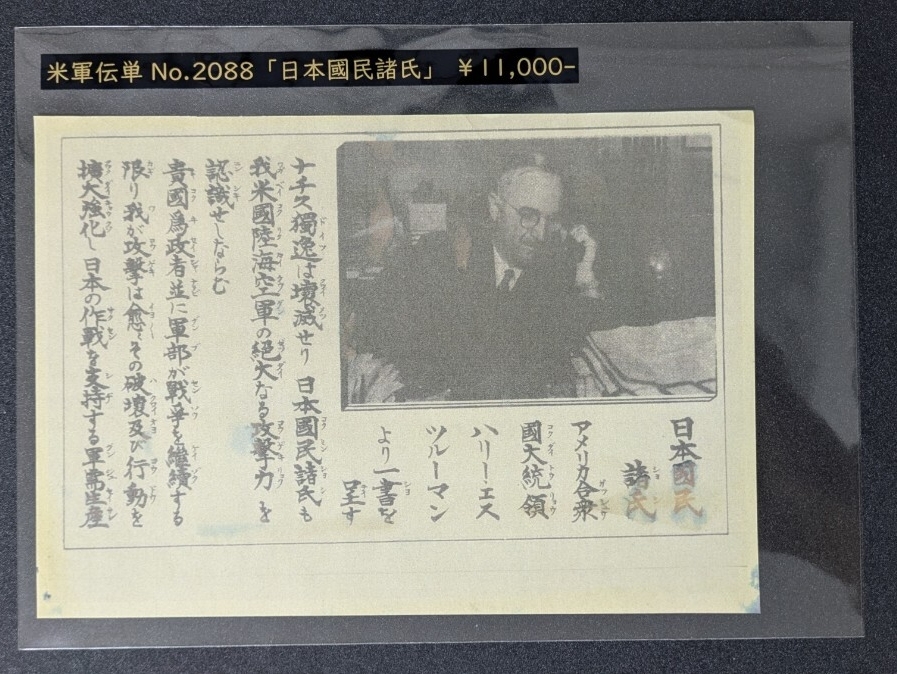 米軍伝単 No.2088「日本國民諸氏」 ￥11,000-
日本國民
諸氏
アメリカ合衆
國大統領
ハリー・エス
ツルーマン
より一書を
呈す
ナチス獨逸は壊滅せり 日本國民諸氏も
我米國陸海空軍の絶大なる攻撃力を
認識せしならむ
貴國爲政者並に軍部が戦爭を継續する
限り我が攻撃は愈々その破壊及び行動を
擴大強化し日本の作戦を支持する軍需生産